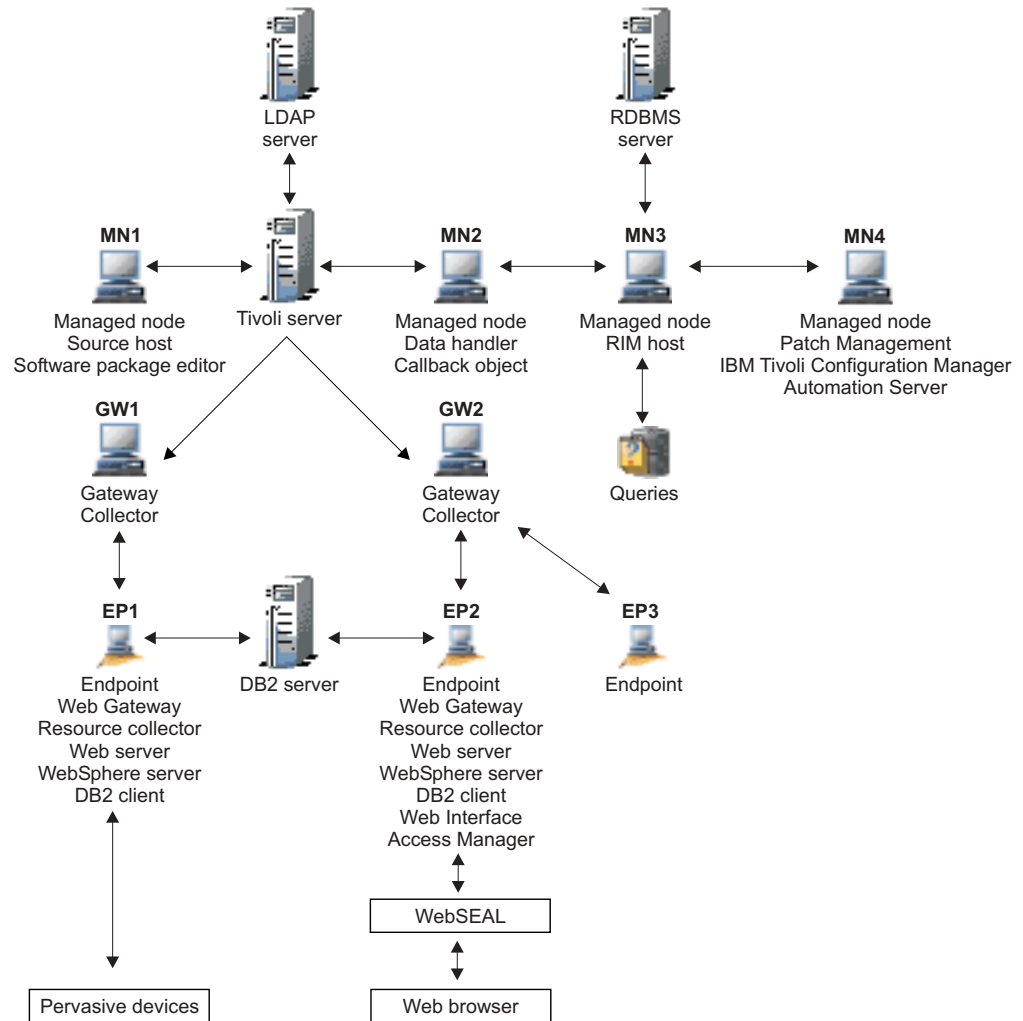 LDAP
server
RDBMS
server
MN1
MN2
MN3
MN4
Managed node
Source host
Software package editor
Tivoli server
Managed node
Data handler
Callback object
Managed node
RIM host
Managed node
Patch Management
IBM Tivoli Configuration Manager
Automation Server
GW1
GW2
Gateway
Collector
Gateway
Collector
Queries
EP1
EP2
EP3
Endpoint
Web Gateway
Resource collector
Web server
WebSphere server
DB2 client
DB2 server
Endpoint
Web Gateway
Resource collector
Web server
WebSphere server
DB2 client
Web Interface
Access Manager
Endpoint
WebSEAL
Pervasive devices
Web browser